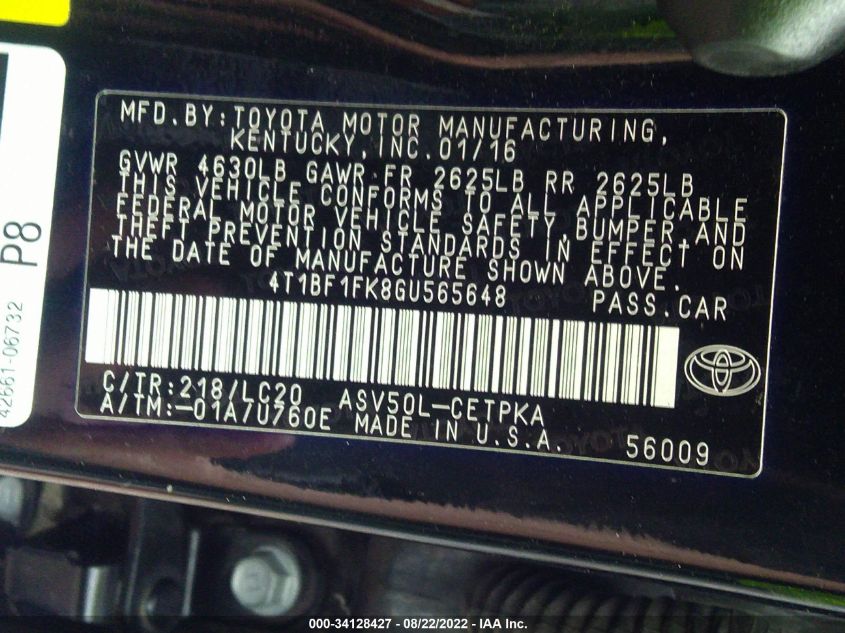 MFD.BY:TOYOTA MOTOR MANUFACTURING,
KENTUCKY,INC.01/16
GVWR 4630LB GAWR FR 2625LB RR 2625LB
THIS VEHICLE CONFORMS TO ALL APPLICABLE
FEDERAL MOTOR VEHICLE SAFETY,BUMPER,AND
THEFT PREVENTION STANDARDS IN EFFECT ON
THE DATE OF MANUFACTURE SHOWN ABOVE.
4T1BF1FK8GU565648 PASS.CAR
C/TR:218/LC20 ASV50L-CETPKA
A/TM:-01A/U760E MADE IN U.S.A. 56009
P8
42661-06732
000-34128427 - 08/22/2022 - IAA Inc.